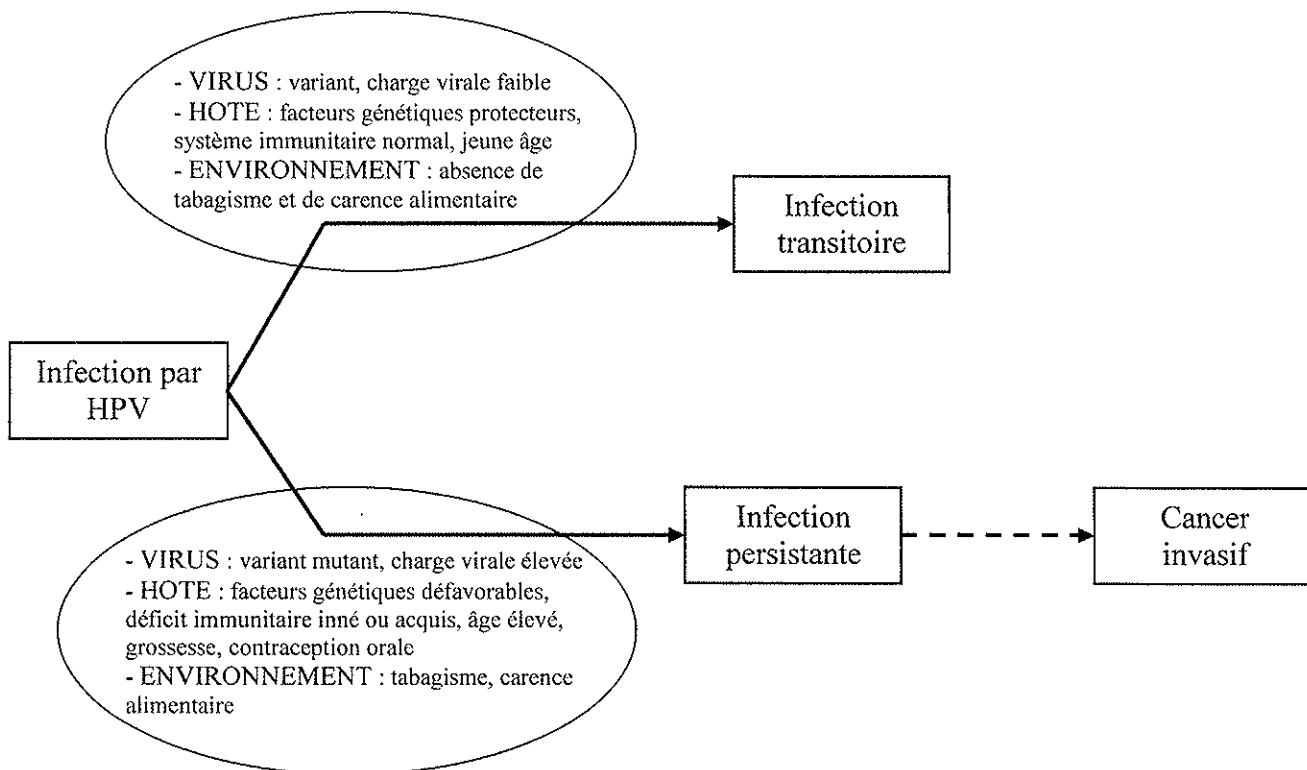 - VIRUS : variant, charge virale faible
- HOTE : facteurs génétiques protecteurs,
système immunitaire normal, jeune âge
- ENVIRONNEMENT : absence de
tabagisme et de carence alimentaire
Infection
transitoire
Infection par
HPV
Infection
persistante
Cancer
invasif
- VIRUS : variant mutant, charge virale élevée
- HOTE : facteurs génétiques défavorables,
déficit immunitaire inné ou acquis, âge élevé,
grossesse, contraception orale
- ENVIRONNEMENT : tabagisme, carence
alimentaire